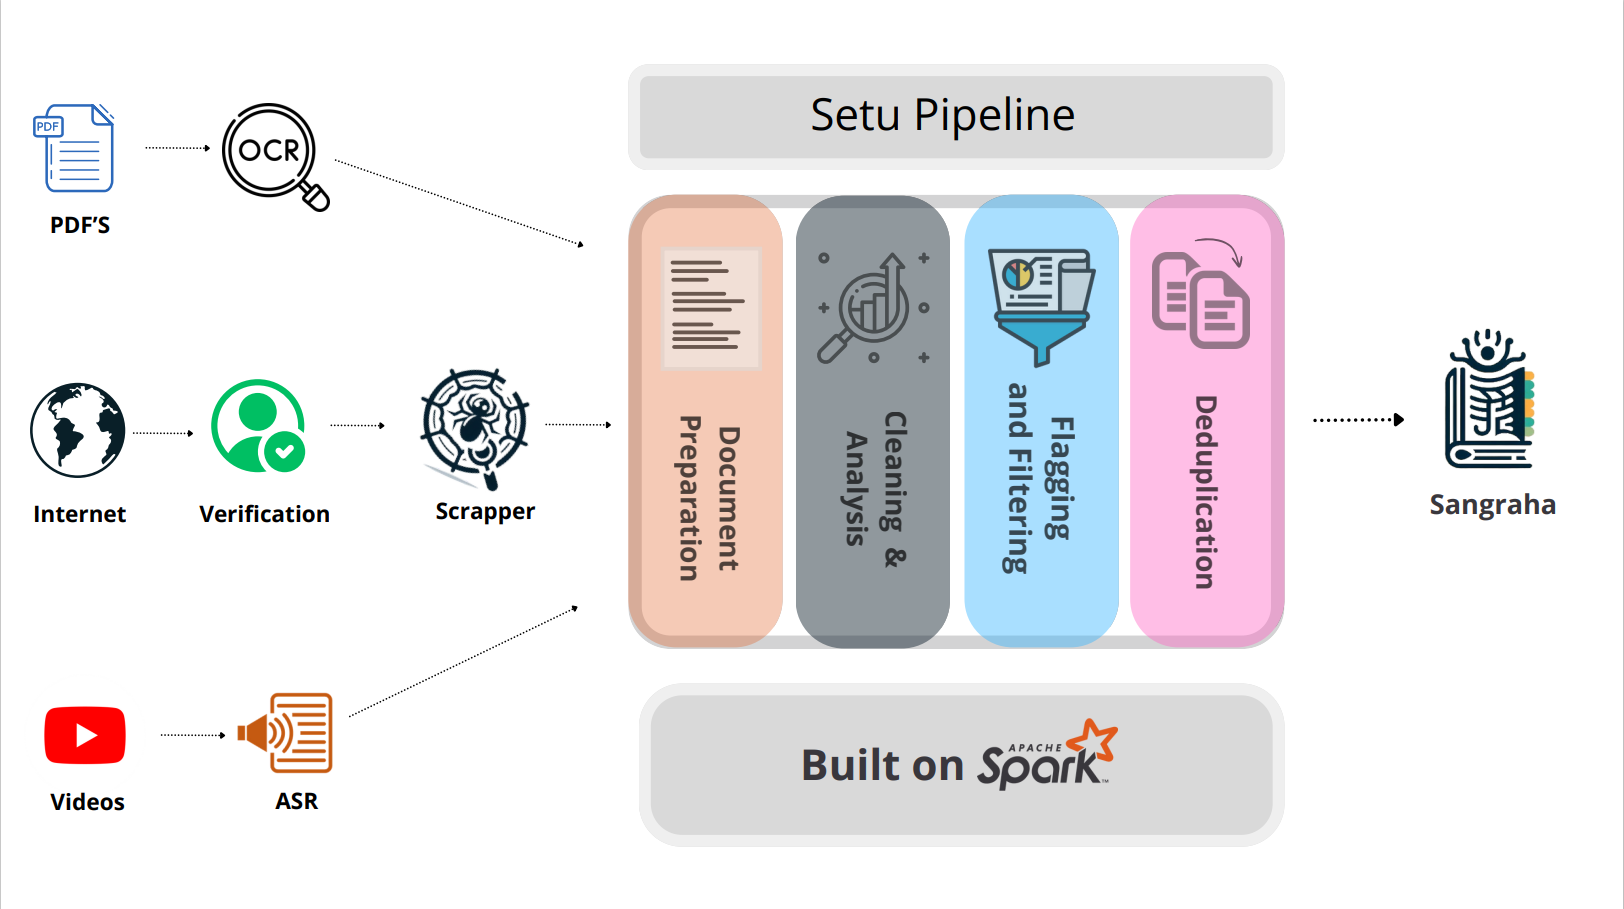 Setu Pipeline
PDF
OCR
PDF'S
Internet
Verification
Scrapper
Videos
ASR
Document
Preparation
Cleaning &
Analysis
Flagging
and Filtering
Deduplication
Sangraha
Built on APACHE Spark™